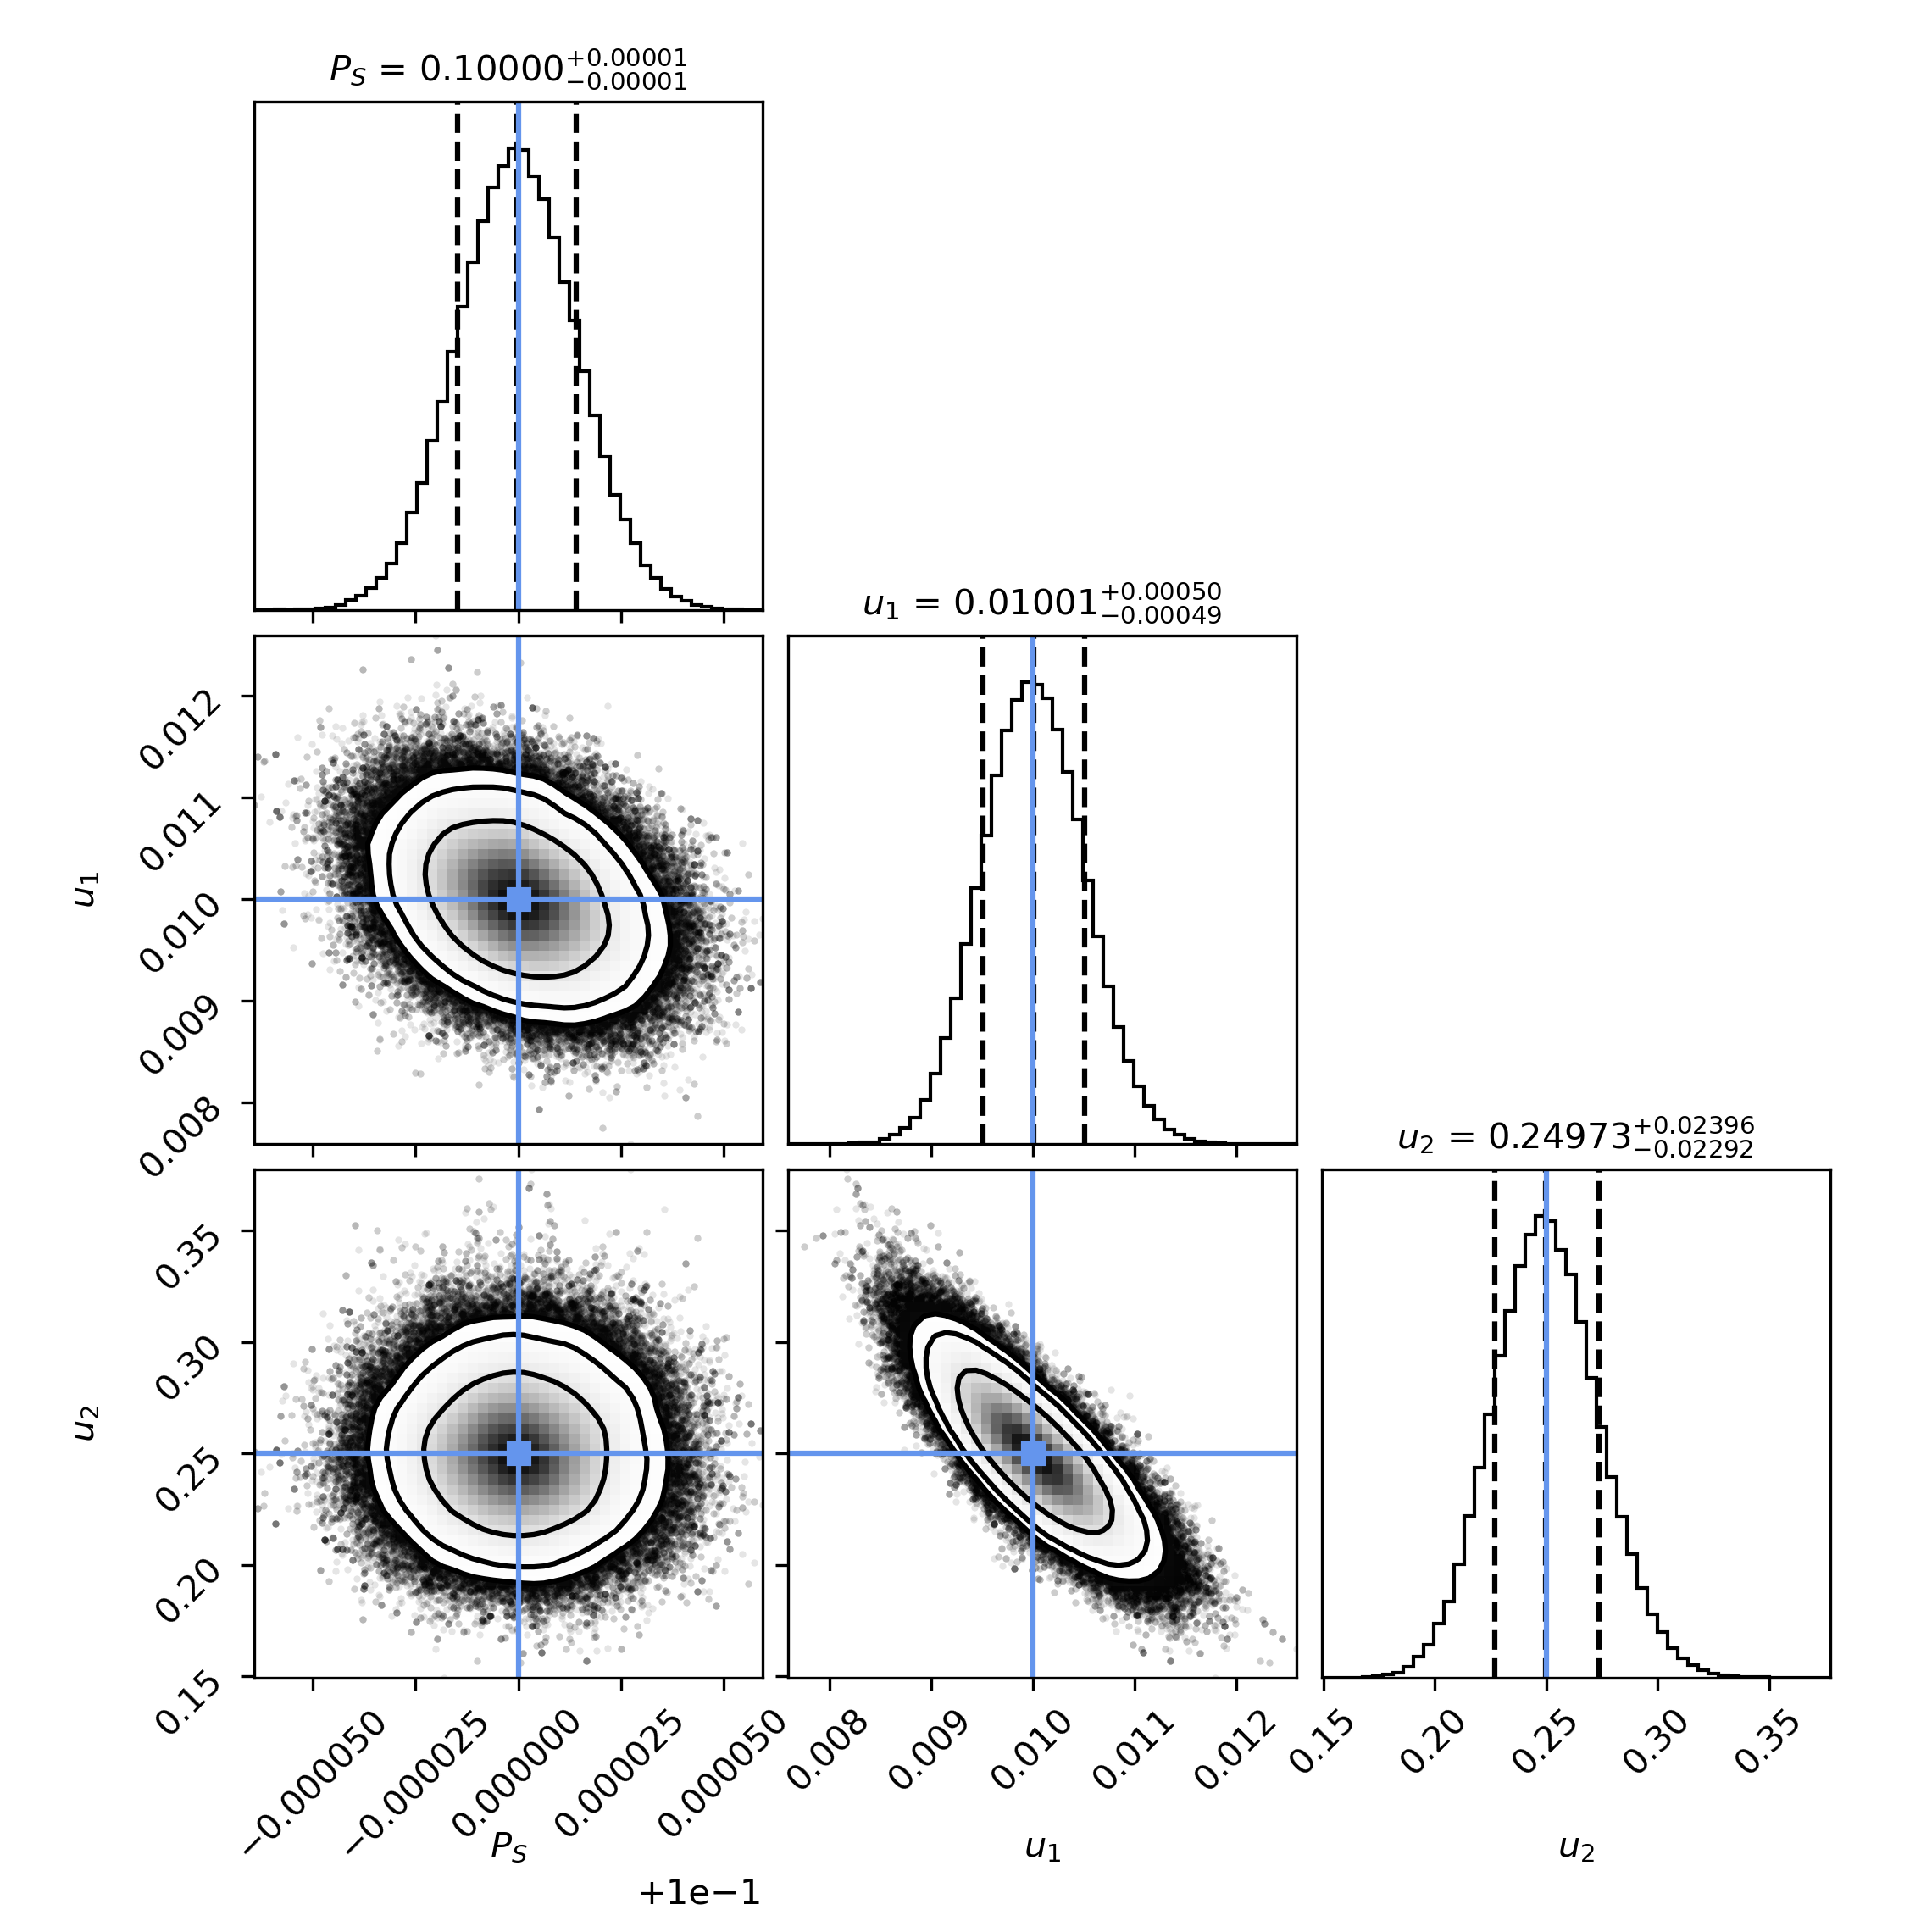 P_S = 0.10000^{+0.00001}_{−0.00001}
u_1 = 0.01001^{+0.00050}_{−0.00049}
0.012
0.011
0.010
0.009
0.008
u_1
u_2 = 0.24973^{+0.02396}_{−0.02292}
0.35
0.30
0.25
0.20
0.15
u_2
−0.000050 −0.000025 0.000000 0.000025 0.000050
0.008 0.009 0.010 0.011 0.012
0.15 0.20 0.25 0.30 0.35
P_S u_1 u_2
+1e−1